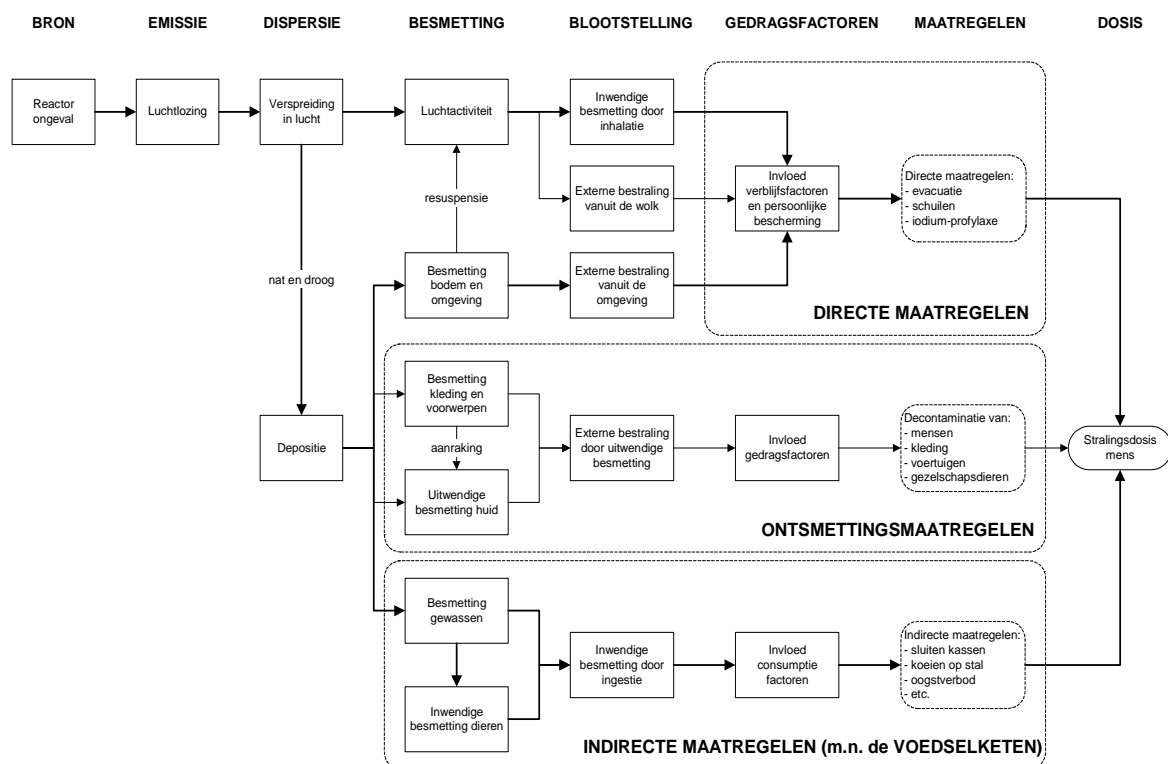 BRON
EMISSIE
DISPERSIE
BESMETTING
BLOOTSTELLING
GEDRAGSFACTOREN
MAATREGELEN
DOSIS
Reactor
ongeval
Luchtlozing
Verspreiding
in lucht
Luchtactiviteit
Inwendige
besmetting door
inhalatie
resuspensie
Externe bestraling
vanuit de wolk
Invloed
verblijfsfactoren
en persoonlijke
bescherming
Directe maatregelen:
- evacuatie
- schuilen
- iodium-profylaxe
nat en droog
Besmetting
bodem en
omgeving
Externe bestraling
vanuit de
omgeving
DIRECTE MAATREGELEN
Depositie
Besmetting
kleding en
voorwerpen
aanraking
Uitwendige
besmetting huid
Externe bestraling
door uitwendige
besmetting
Invloed
gedragsfactoren
Decontaminatie van:
- mensen
- kleding
- voertuigen
- gezelschapsdieren
Stralingsdosis
mens
ONTSMETTINGSMAATREGELEN
Besmetting
gewassen
Inwendige
besmetting dieren
Inwendige
besmetting door
ingestie
Invloed
consumptie
factoren
Indirecte maatregelen:
- sluiten kassen
- koeien op stal
- oogstverbod
- etc.
INDIRECTE MAATREGELEN (m.n. de VOEDSELKETEN)